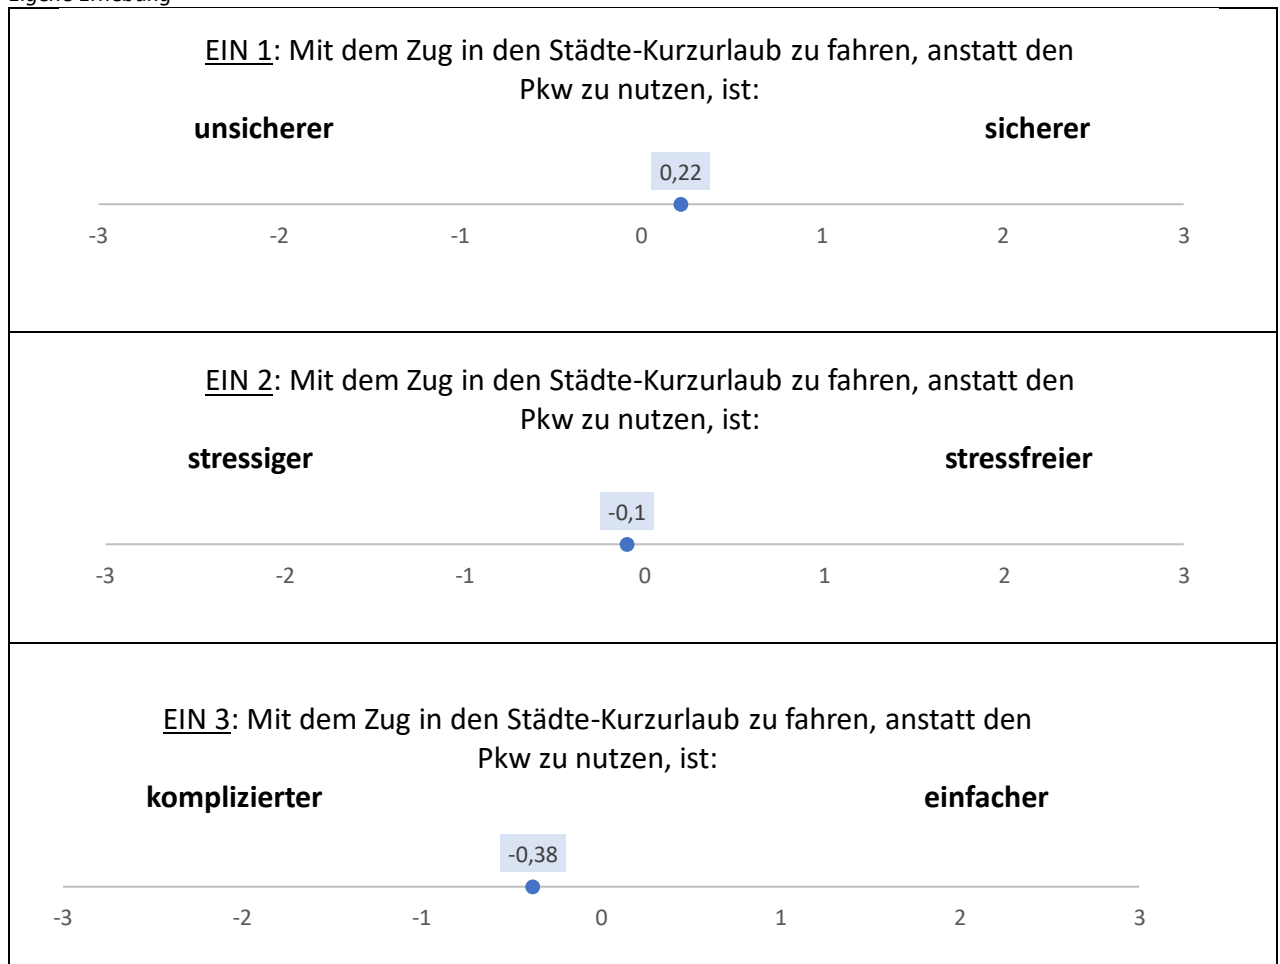 Eigene Erhebung
EIN 1: Mit dem Zug in den Städte-Kurzurlaub zu fahren, anstatt den
Pkw zu nutzen, ist:
unsicherer sicherer
0,22
-3 -2 -1 0 1 2 3
EIN 2: Mit dem Zug in den Städte-Kurzurlaub zu fahren, anstatt den
Pkw zu nutzen, ist:
stressiger stressfreier
-0,1
-3 -2 -1 0 1 2 3
EIN 3: Mit dem Zug in den Städte-Kurzurlaub zu fahren, anstatt den
Pkw zu nutzen, ist:
komplizierter einfacher
-0,38
-3 -2 -1 0 1 2 3